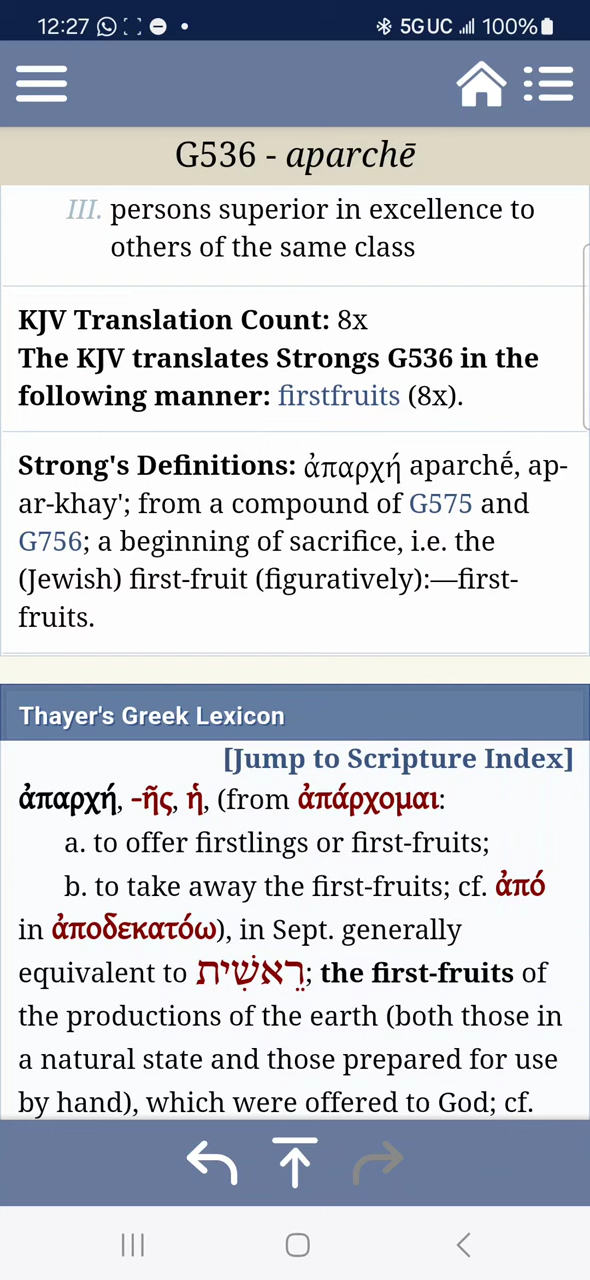 12:27 5G UC 100%
G536 - aparchē
III. persons superior in excellence to
others of the same class
KJV Translation Count: 8x
The KJV translates Strongs G536 in the
following manner: firstfruits (8x).
Strong's Definitions: ἀπαρχή aparchḗ, ap-
ar-khay'; from a compound of G575 and
G756; a beginning of sacrifice, i.e. the
(Jewish) first-fruit (figuratively):—first-
fruits.
Thayer's Greek Lexicon
[Jump to Scripture Index]
ἀπαρχή, -ῆς, ἡ, (from ἀπάρχομαι:
a. to offer firstlings or first-fruits;
b. to take away the first-fruits; cf. ἀπό
in ἀποδεκατόω), in Sept. generally
equivalent to רֵאשִׁית; the first-fruits of
the productions of the earth (both those in
a natural state and those prepared for use
by hand), which were offered to God; cf.